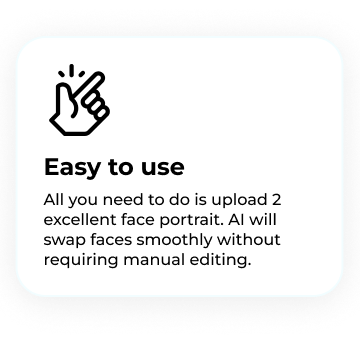 Easy to use
All you need to do is upload 2
excellent face portrait. AI will
swap faces smoothly without
requiring manual editing.